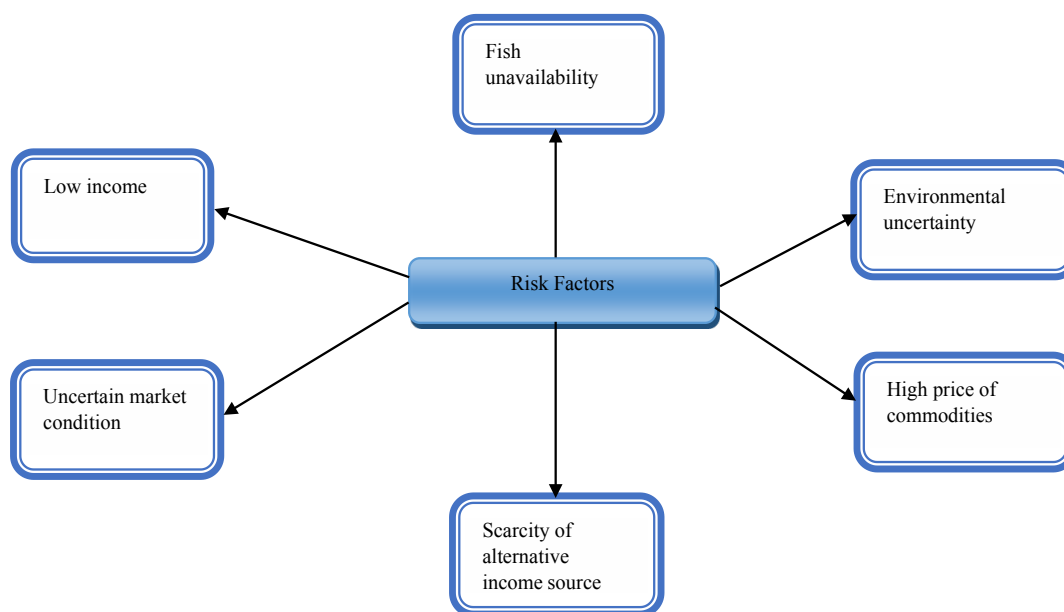 Fish
unavailability
Low income
Environmental
uncertainty
Risk Factors
Uncertain market
condition
High price of
commodities
Scarcity of
alternative
income source